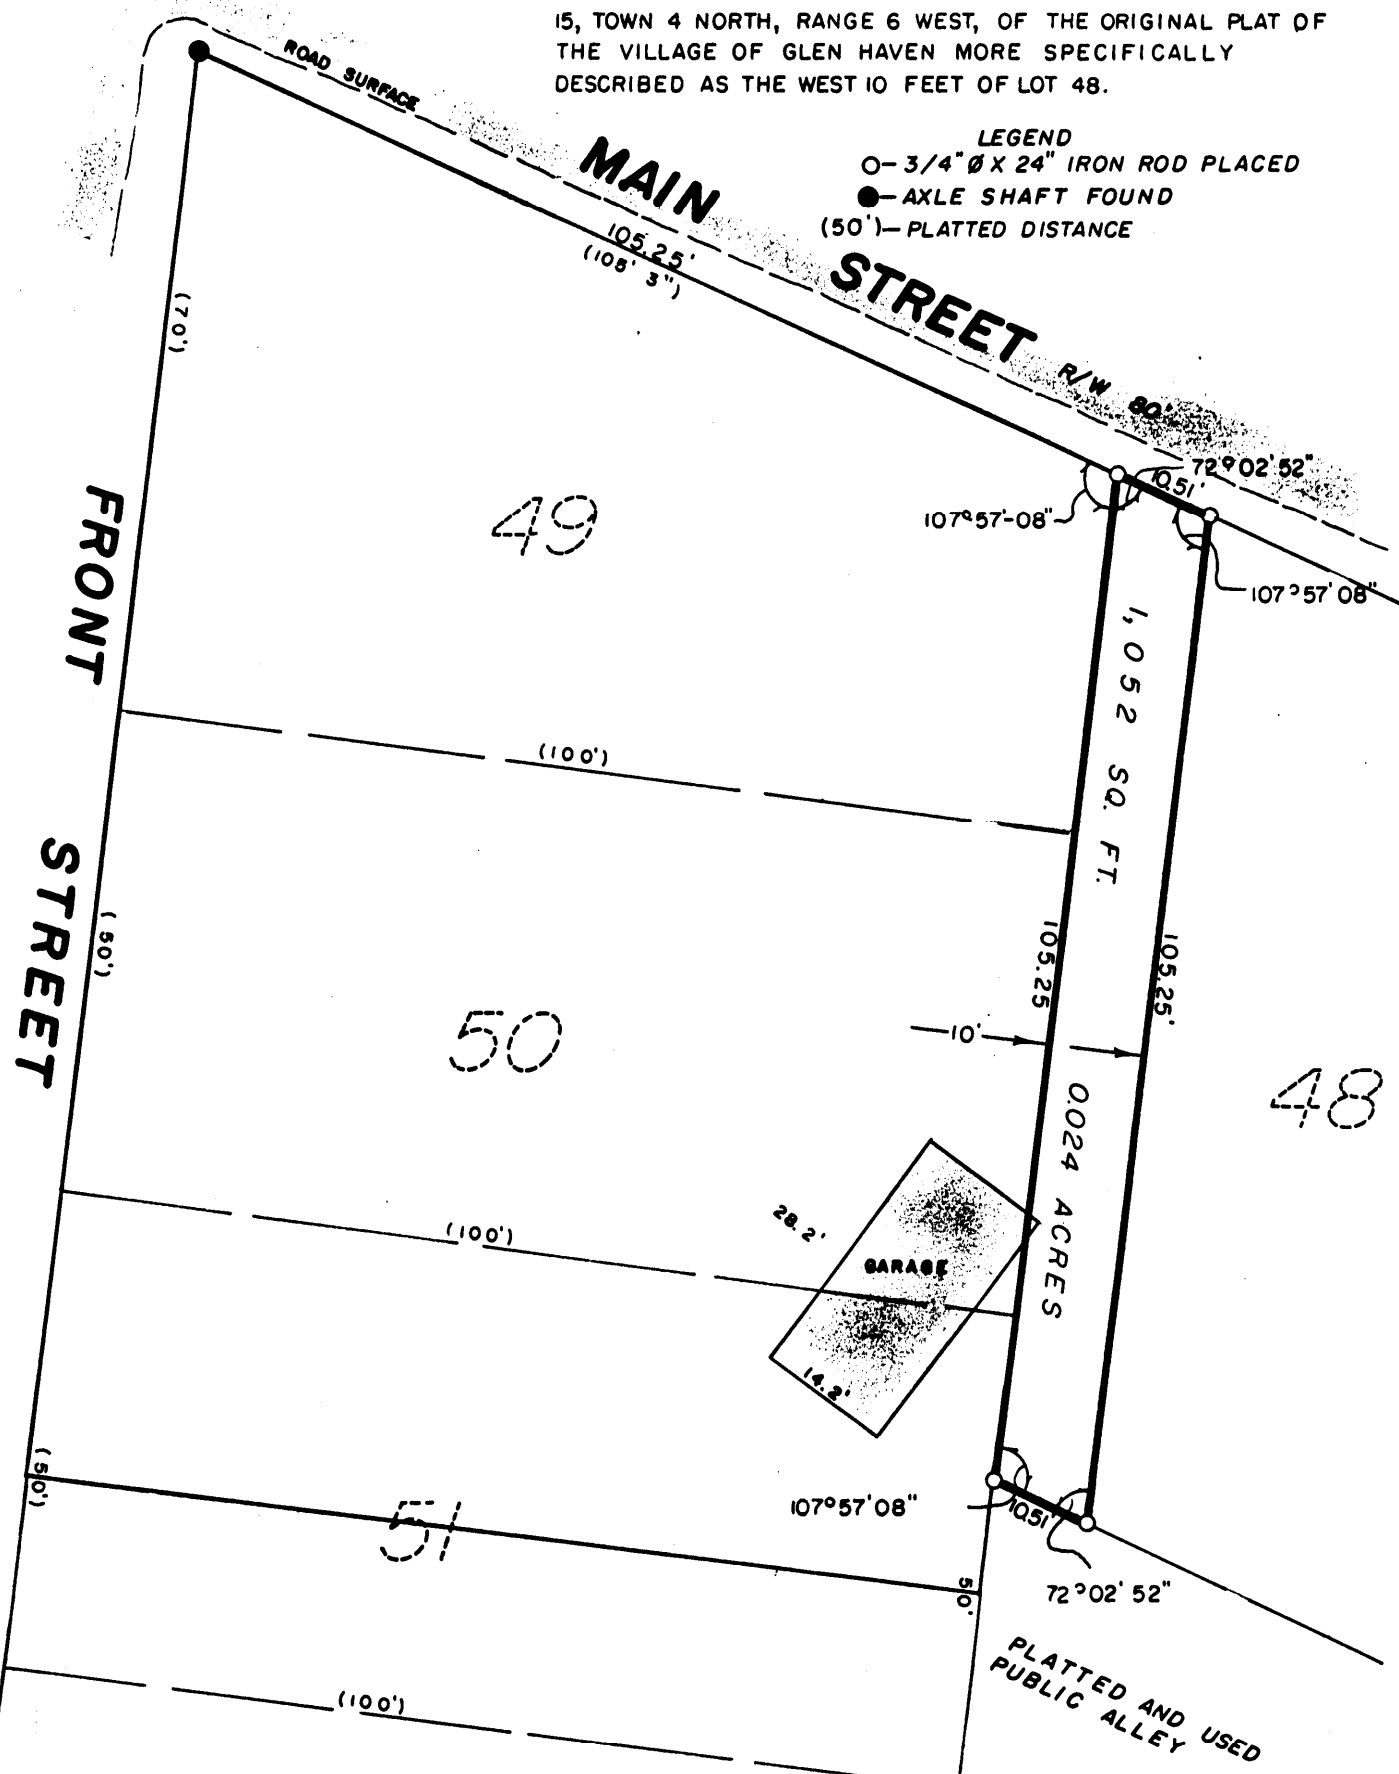 15, TOWN 4 NORTH, RANGE 6 WEST, OF THE ORIGINAL PLAT OF
THE VILLAGE OF GLEN HAVEN MORE SPECIFICALLY
DESCRIBED AS THE WEST 10 FEET OF LOT 48.
LEGEND
O- 3/4" Ø X 24" IRON ROD PLACED
●- AXLE SHAFT FOUND
(50')- PLATTED DISTANCE
ROAD SURFACE
MAIN STREET R/W 80'
105.25'
(105' 3")
(70')
72°02'52"
10.51'
107°57'-08"
107°57'08"
49
FRONT STREET
1,052 SQ. FT.
(100')
(50')
105.25
105.25'
50
10'
48
0.024 ACRES
(100')
28.2'
GARAGE
14.2'
(50')
51
107°57'08"
10.51'
72°02'52"
50'
PLATTED AND USED
PUBLIC ALLEY
(100')